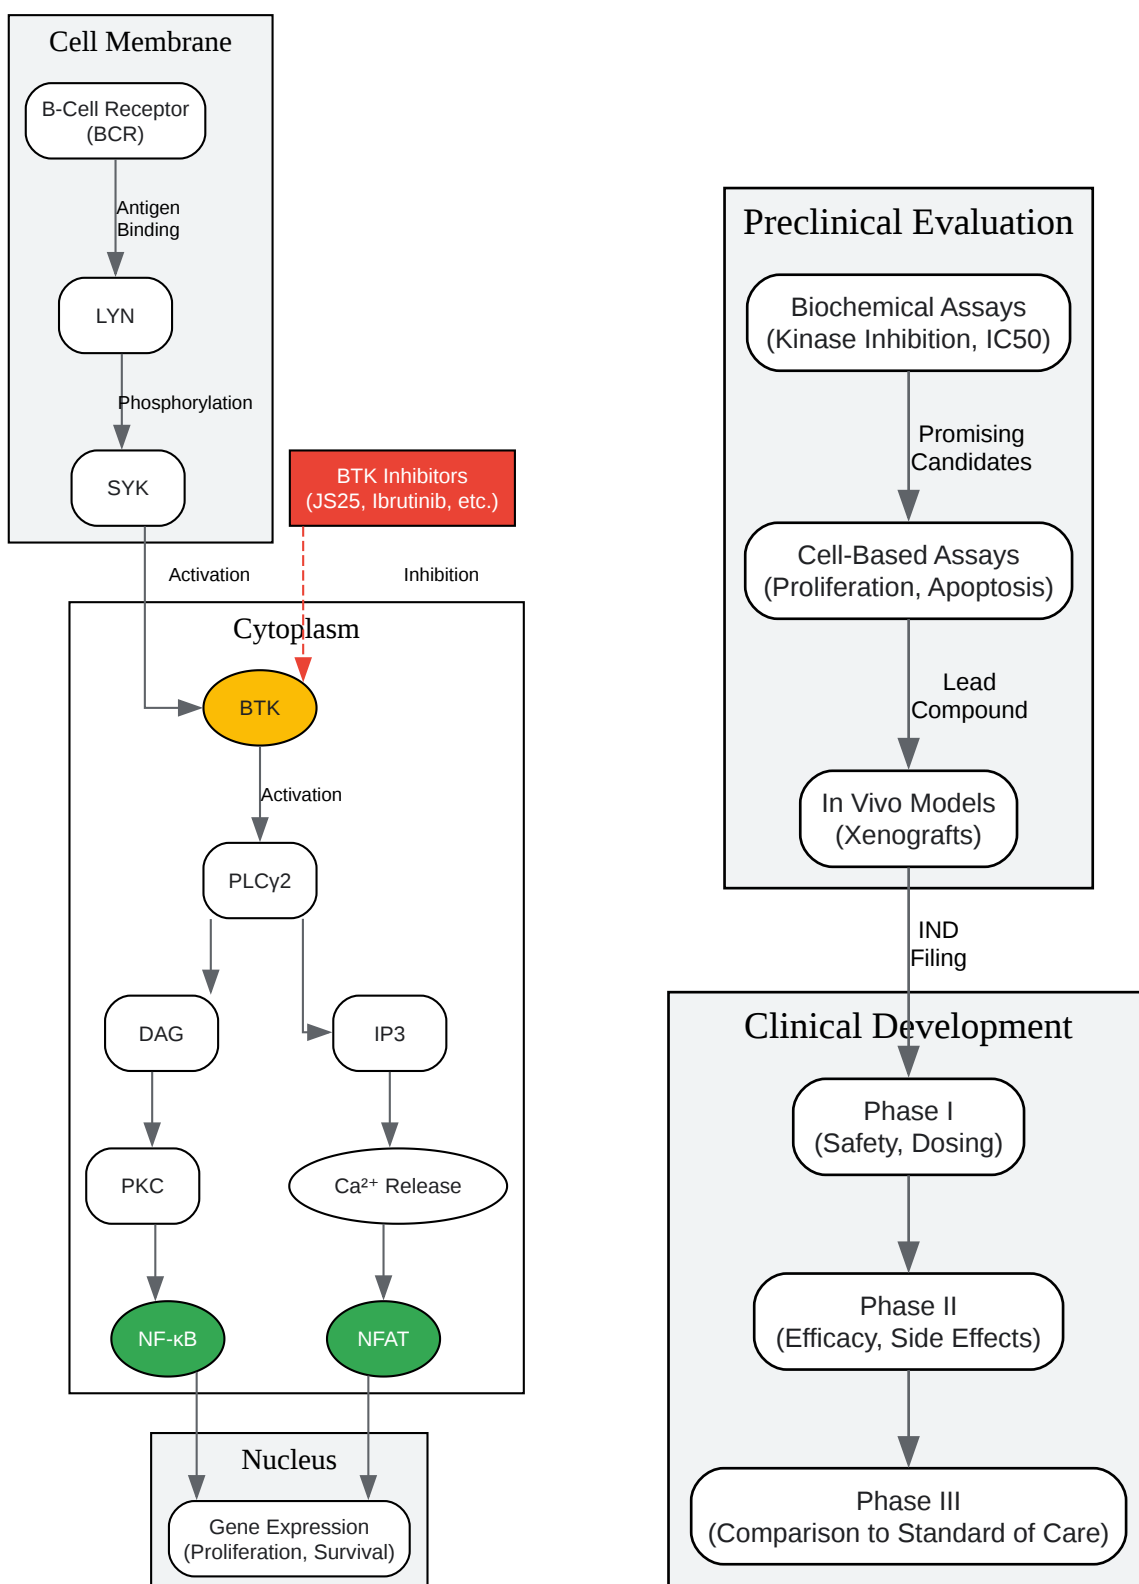 Cell Membrane
B-Cell Receptor
(BCR)
Antigen
Binding
LYN
Phosphorylation
SYK
BTK Inhibitors
(JS25, Ibrutinib, etc.)
Activation
Inhibition
Cytoplasm
BTK
Activation
PLCγ2
DAG
IP3
PKC
Ca²⁺ Release
NF-κB
NFAT
Nucleus
Gene Expression
(Proliferation, Survival)
Preclinical Evaluation
Biochemical Assays
(Kinase Inhibition, IC50)
Promising
Candidates
Cell-Based Assays
(Proliferation, Apoptosis)
Lead
Compound
In Vivo Models
(Xenografts)
IND
Filing
Clinical Development
Phase I
(Safety, Dosing)
Phase II
(Efficacy, Side Effects)
Phase III
(Comparison to Standard of Care)